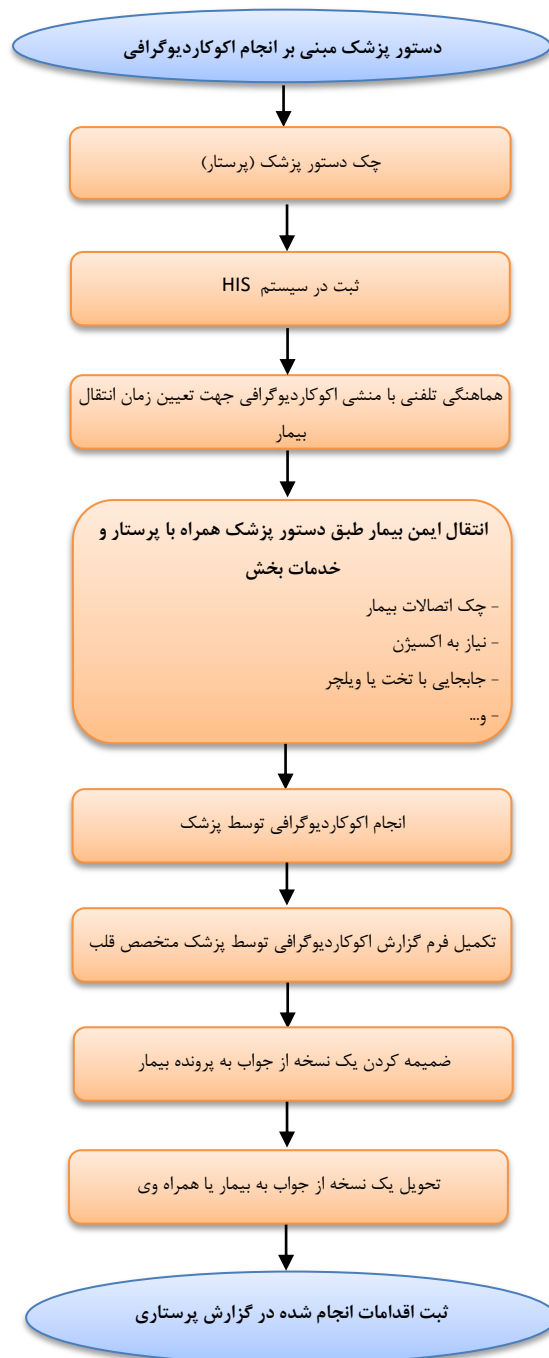 دستور پزشک مبنی بر انجام اکوکاردیوگرافی
چک دستور پزشک (پرستار)
ثبت در سیستم HIS
هماهنگی تلفنی با منشی اکوکاردیوگرافی جهت تعیین زمان انتقال
بیمار
انتقال ایمن بیمار طبق دستور پزشک همراه با پرستار و
خدمات بخش
- چک اتصالات بیمار
- نیاز به اکسیژن
- جابجایی با تخت یا ویلچر
- و...
انجام اکوکاردیوگرافی توسط پزشک
تکمیل فرم گزارش اکوکاردیوگرافی توسط پزشک متخصص قلب
ضمیمه کردن یک نسخه از جواب به پرونده بیمار
تحویل یک نسخه از جواب به بیمار یا همراه وی
ثبت اقدامات انجام شده در گزارش پرستاری